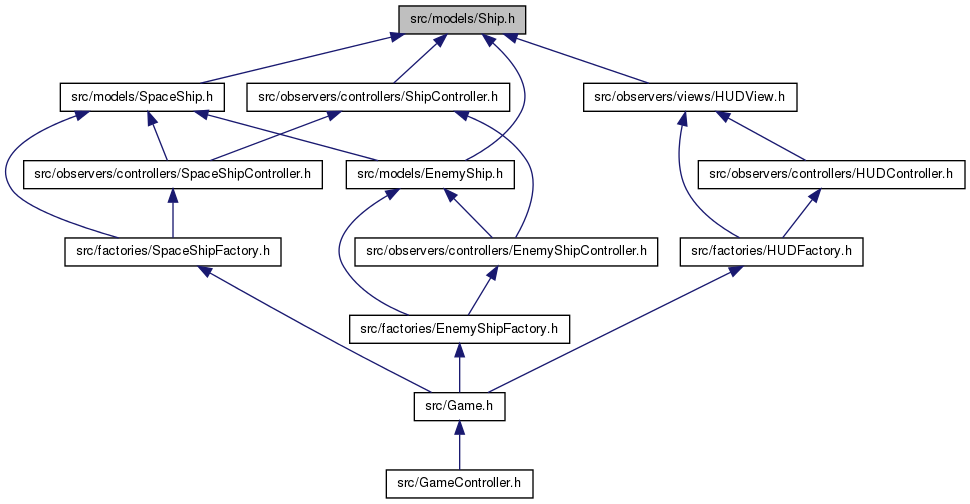 src/models/Ship.h
src/models/SpaceShip.h
src/observers/controllers/ShipController.h
src/observers/views/HUDView.h
src/observers/controllers/SpaceShipController.h
src/models/EnemyShip.h
src/observers/controllers/HUDController.h
src/factories/SpaceShipFactory.h
src/observers/controllers/EnemyShipController.h
src/factories/HUDFactory.h
src/factories/EnemyShipFactory.h
src/Game.h
src/GameController.h